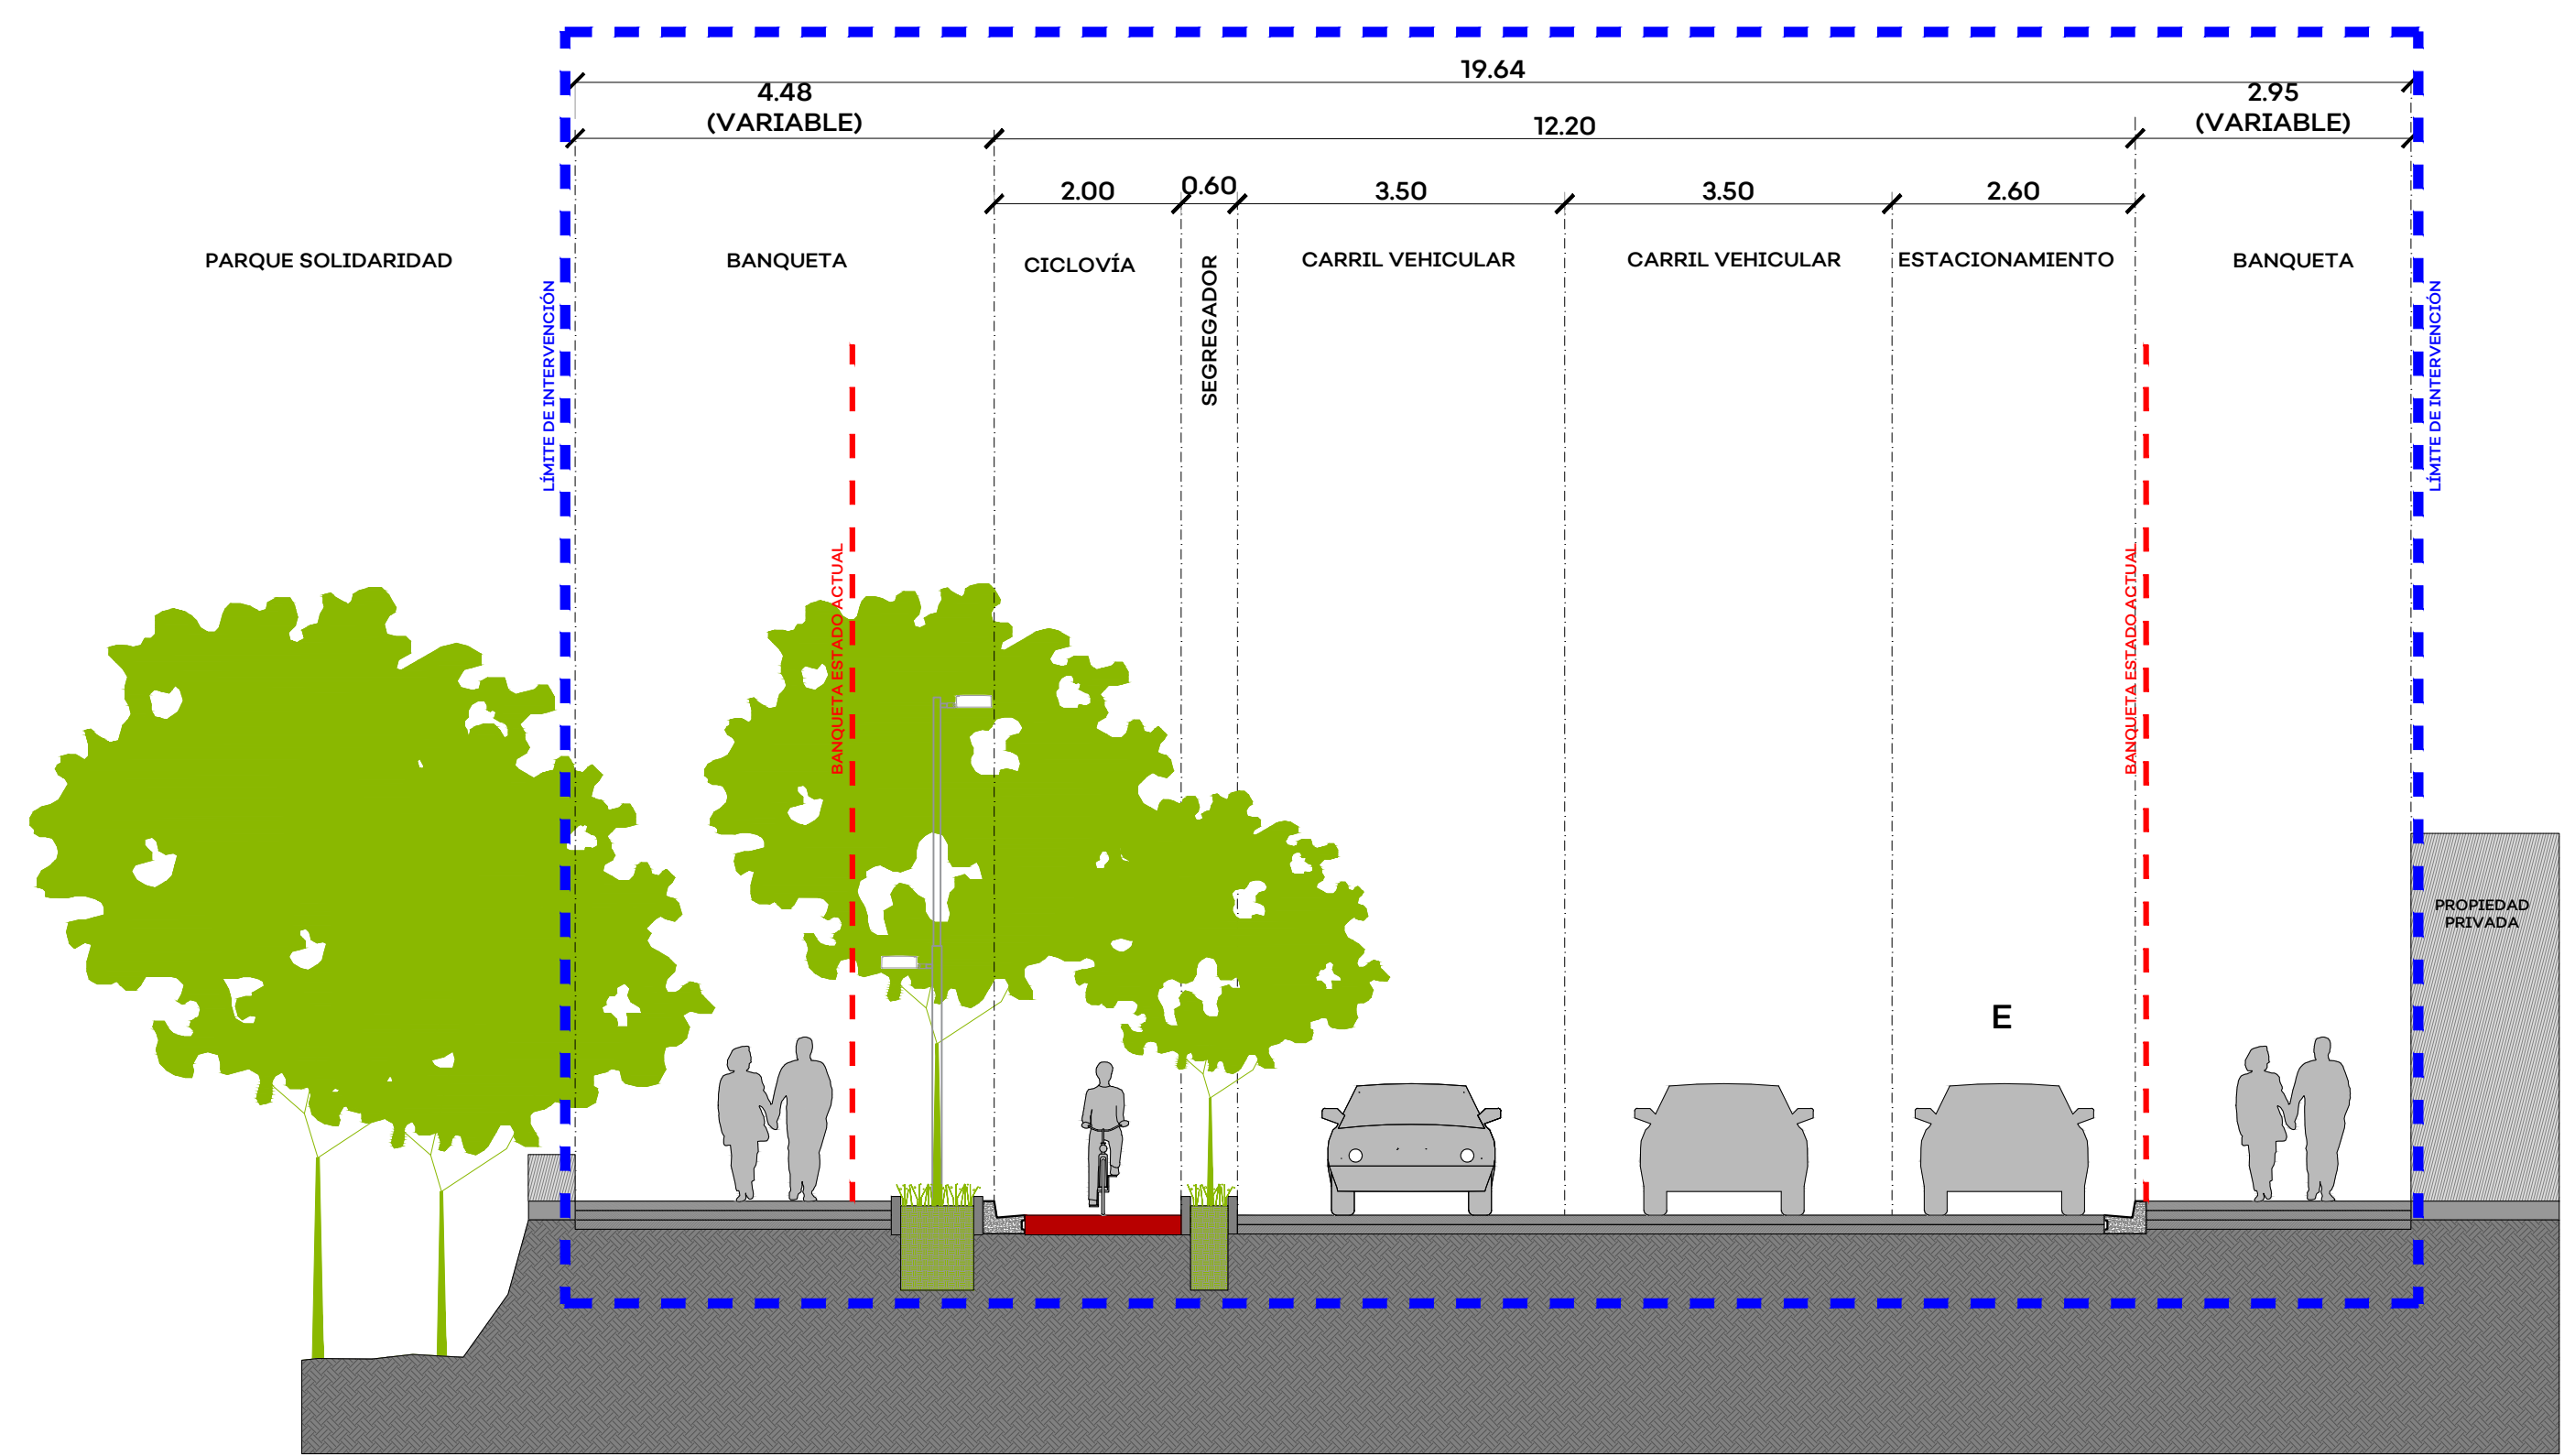 19.64
4.48
(VARIABLE)
12.20
2.95
(VARIABLE)
2.00
0.60
3.50
3.50
2.60
PARQUE SOLIDARIDAD
BANQUETA
CICLOVÍA
SEGREGADOR
CARRIL VEHICULAR
CARRIL VEHICULAR
ESTACIONAMIENTO
BANQUETA
LÍMITE DE INTERVENCIÓN
LÍMITE DE INTERVENCIÓN
BANQUETA ESTADO ACTUAL
BANQUETA ESTADO ACTUAL
PROPIEDAD
PRIVADA
E